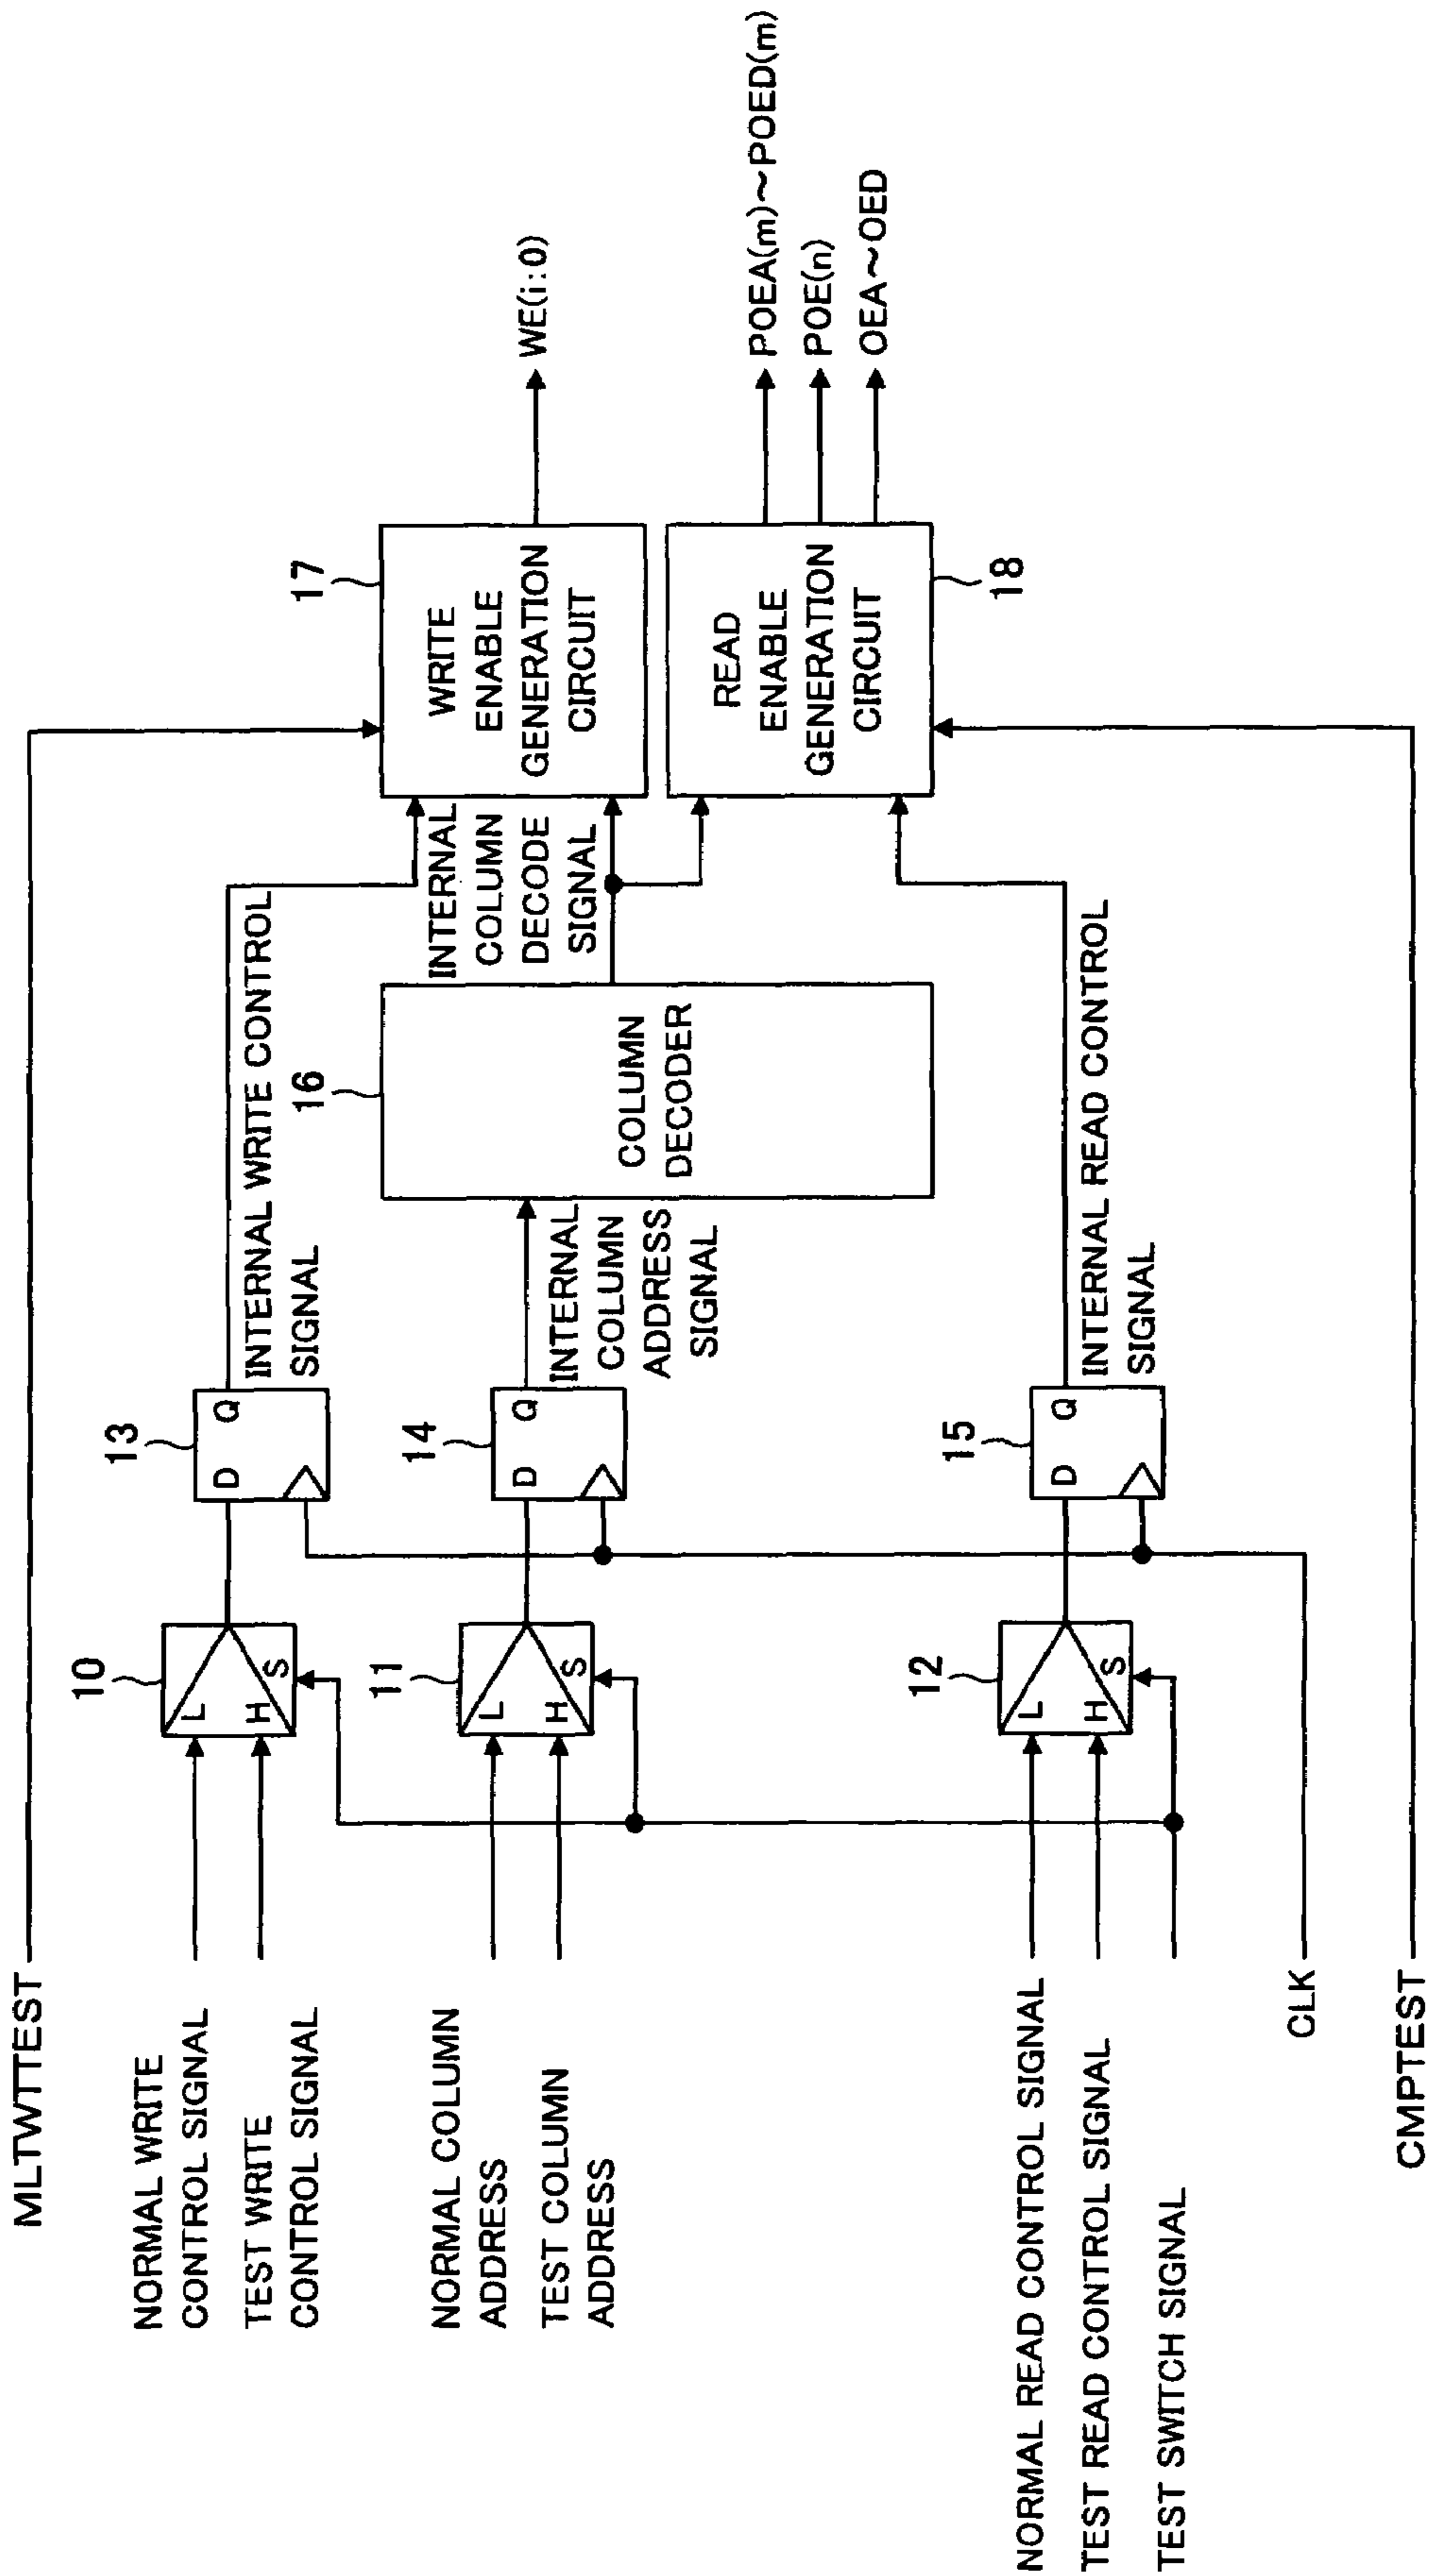 MLTWTTEST
NORMAL WRITE
CONTROL SIGNAL
TEST WRITE
CONTROL SIGNAL
NORMAL COLUMN
ADDRESS
TEST COLUMN
ADDRESS
NORMAL READ CONTROL SIGNAL
TEST READ CONTROL SIGNAL
TEST SWITCH SIGNAL
CLK
CMPTEST
10
L
H
S
11
L
H
S
12
L
H
S
13
D
Q
14
D
Q
15
D
Q
INTERNAL WRITE CONTROL
SIGNAL
INTERNAL
COLUMN
ADDRESS
SIGNAL
INTERNAL READ CONTROL
SIGNAL
16
COLUMN
DECODER
INTERNAL
COLUMN
DECODE
SIGNAL
17
WRITE
ENABLE
GENERATION
CIRCUIT
READ
ENABLE
GENERATION
CIRCUIT
18
WE(i:0)
POEA(m)~POED(m)
POE(n)
OEA~OED